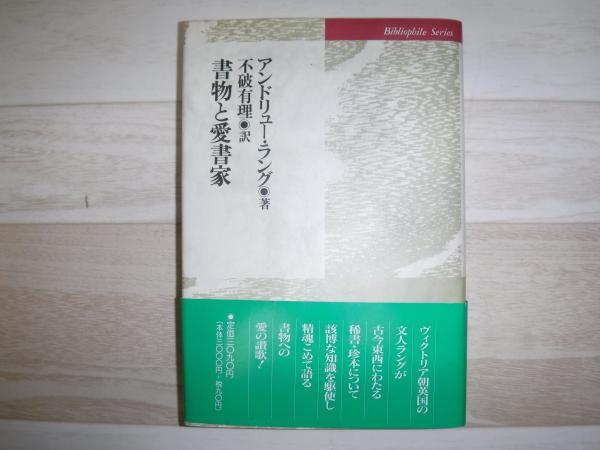 Bibliophile Series
アンドリュー・ラング◉著
不破有理◉訳
書物と愛書家
ヴィクトリア朝英国の
文人ラングが
古今東西にわたる
稀書・珍本について
該博な知識を駆使し
精魂こめて語る
書物への
愛の讃歌!
●定価三〇九〇円
(本体三〇〇〇円+税九〇円)